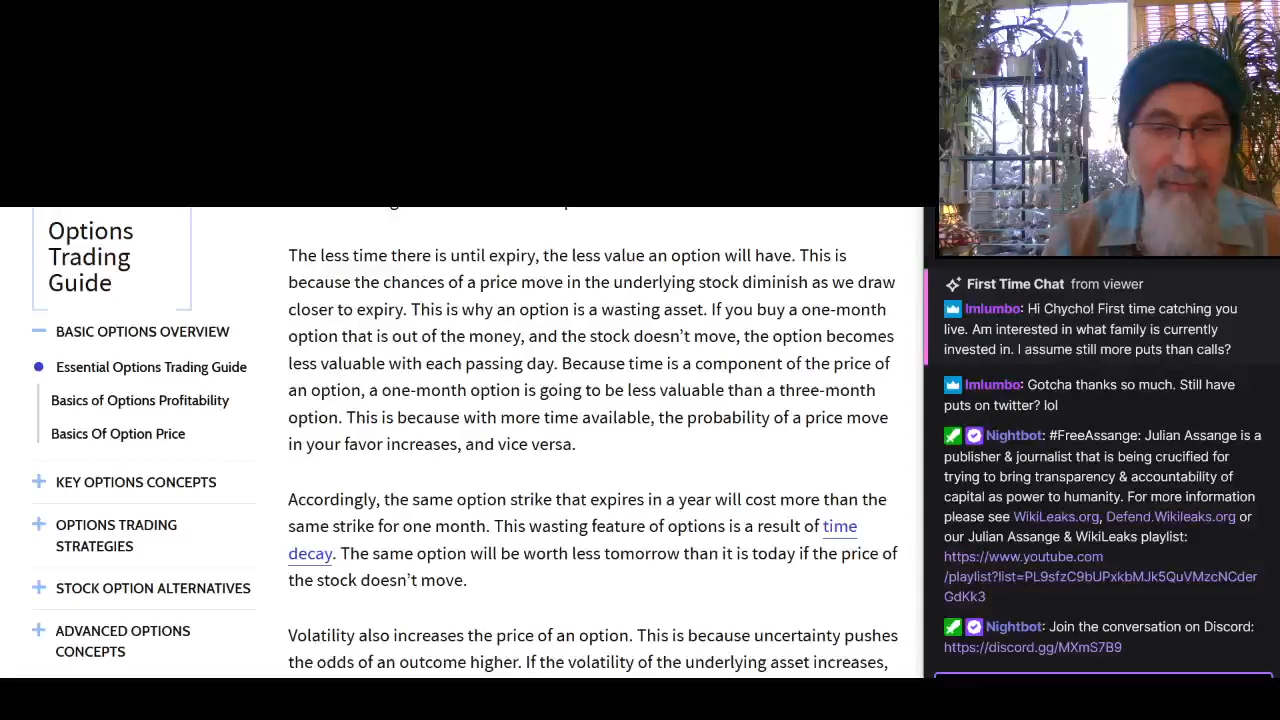 Options
Trading
Guide
BASIC OPTIONS OVERVIEW
Essential Options Trading Guide
Basics of Options Profitability
Basics Of Option Price
KEY OPTIONS CONCEPTS
OPTIONS TRADING
STRATEGIES
STOCK OPTION ALTERNATIVES
ADVANCED OPTIONS
CONCEPTS
The less time there is until expiry, the less value an option will have. This is
because the chances of a price move in the underlying stock diminish as we draw
closer to expiry. This is why an option is a wasting asset. If you buy a one-month
option that is out of the money, and the stock doesn’t move, the option becomes
less valuable with each passing day. Because time is a component of the price of
an option, a one-month option is going to be less valuable than a three-month
option. This is because with more time available, the probability of a price move
in your favor increases, and vice versa.
Accordingly, the same option strike that expires in a year will cost more than the
same strike for one month. This wasting feature of options is a result of time
decay. The same option will be worth less tomorrow than it is today if the price of
the stock doesn’t move.
Volatility also increases the price of an option. This is because uncertainty pushes
the odds of an outcome higher. If the volatility of the underlying asset increases,
First Time Chat from viewer
Imlumbo: Hi Chycho! First time catching you
live. Am interested in what family is currently
invested in. I assume still more puts than calls?
Imlumbo: Gotcha thanks so much. Still have
puts on twitter? lol
Nightbot: #FreeAssange: Julian Assange is a
publisher & journalist that is being crucified for
trying to bring transparency & accountability of
capital as power to humanity. For more information
please see WikiLeaks.org, Defend.Wikileaks.org or
our Julian Assange & WikiLeaks playlist:
https://www.youtube.com
/playlist?list=PL9sfzC9bUPxkbMJk5QuVMzcNCder
GdKk3
Nightbot: Join the conversation on Discord:
https://discord.gg/MXmS7B9